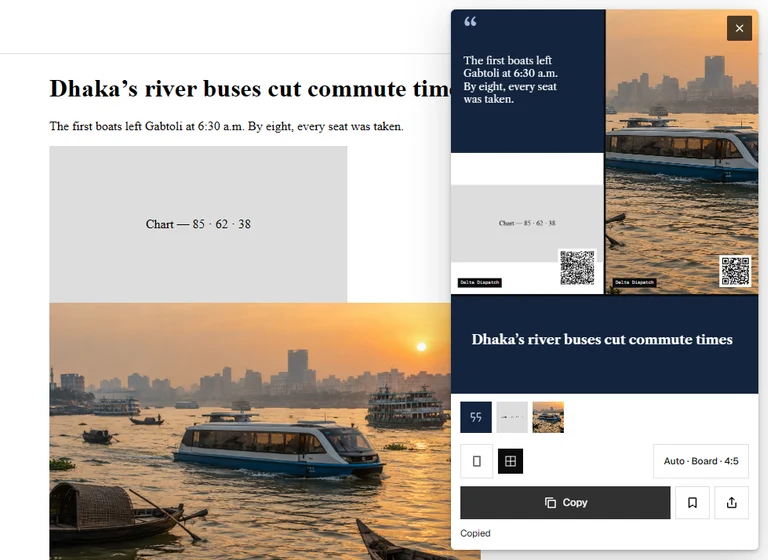 Dhaka’s river buses cut commute tim
The first boats left Gabtoli at 6:30 a.m. By eight, every seat was taken.
Chart — 85 · 62 · 38
“
The first boats left
Gabtoli at 6:30 a.m.
By eight, every seat
was taken.
Chart — 85 · 62 · 38
Delta Dispatch
Delta Dispatch
Dhaka’s river buses cut commute times
Auto · Board · 4:5
Copy
Copied